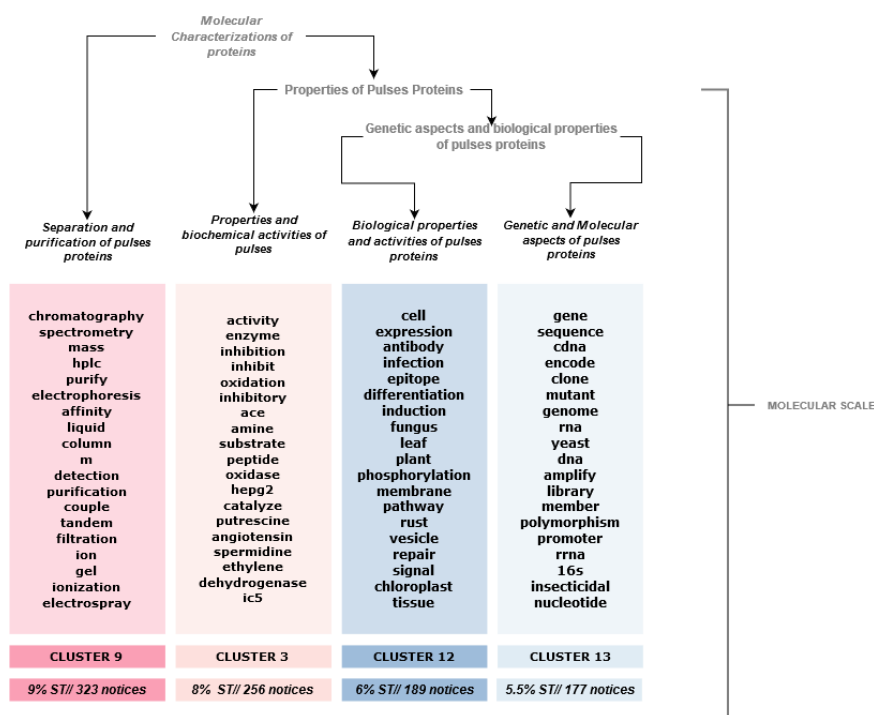 Molecular
Characterizations of
proteins
Properties of Pulses Proteins
Genetic aspects and biological properties
of pulses proteins
Separation and
purification of pulses
proteins
Properties and
biochemical activities of
pulses
Biological properties
and activities of pulses
proteins
Genetic and Molecular
aspects of pulses
proteins
chromatography
spectrometry
mass
hplc
purify
electrophoresis
affinity
liquid
column
m
detection
purification
couple
tandem
filtration
ion
gel
ionization
electrospray
activity
enzyme
inhibition
inhibit
oxidation
inhibitory
ace
amine
substrate
peptide
oxidase
hepg2
catalyze
putrescine
angiotensin
spermidine
ethylene
dehydrogenase
ic5
cell
expression
antibody
infection
epitope
differentiation
induction
fungus
leaf
plant
phosphorylation
membrane
pathway
rust
vesicle
repair
signal
chloroplast
tissue
gene
sequence
cdna
encode
clone
mutant
genome
rna
yeast
dna
amplify
library
member
polymorphism
promoter
rrna
16s
insecticidal
nucleotide
MOLECULAR SCALE
CLUSTER 9
CLUSTER 3
CLUSTER 12
CLUSTER 13
9% ST// 323 notices
8% ST// 256 notices
6% ST// 189 notices
5.5% ST// 177 notices